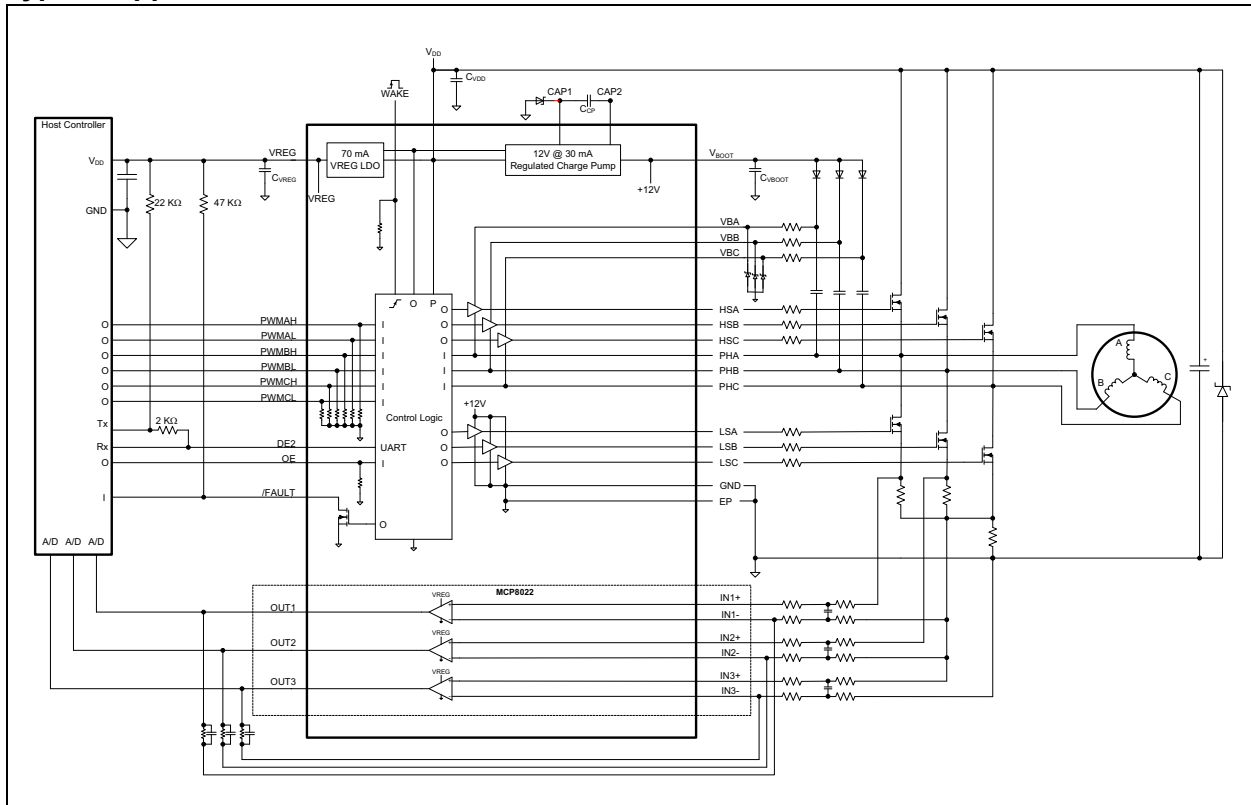 VDD
CVDD
WAKE
CAP1
CAP2
CCP
Host Controller
VDD
VREG
70 mA
VREG LDO
12V @ 30 mA
Regulated Charge Pump
VBOOT
CVREG
VREG
+12V
CVBOOT
22 KΩ
47 KΩ
GND
VBA
VBB
VBC
O P
O PWMAH I O HSA
O PWMAL I O HSB
O PWMBH I O HSC
O PWMBL I I PHA
O PWMCH I I PHB
O PWMCL I I PHC
A
B
C
Control Logic
+12V
Tx
2 KΩ
O LSA
Rx DE2 UART O LSB
O OE I O LSC
GND
I /FAULT
EP
O
A/D A/D A/D
MCP8022
VREG
OUT1
IN1+
IN1-
VREG
OUT2
IN2+
IN2-
VREG
OUT3
IN3+
IN3-